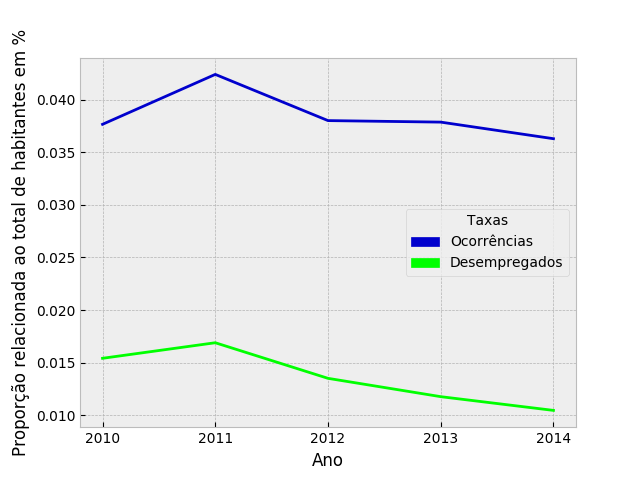 Proporção relacionada ao total de habitantes em %
0.040
0.035
0.030
0.025
0.020
0.015
0.010
Taxas
Ocorrências
Desempregados
2010 2011 2012 2013 2014
Ano